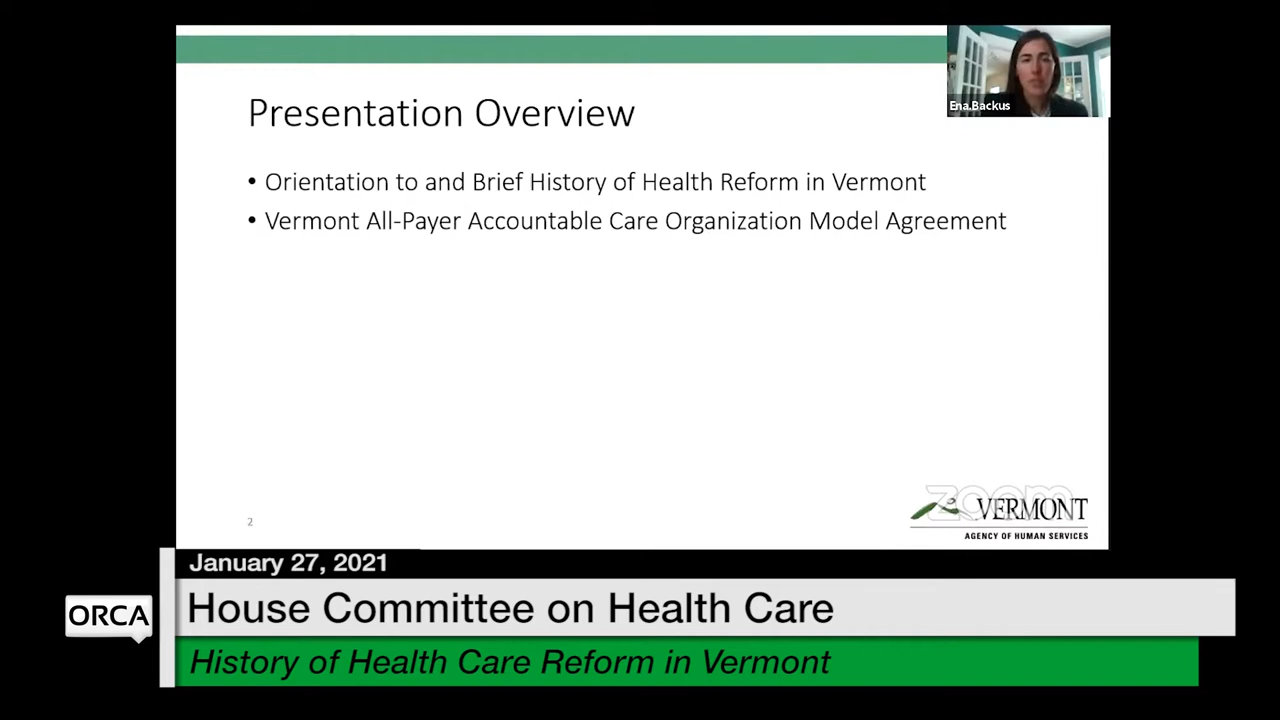 Ena.Backus
Presentation Overview
• Orientation to and Brief History of Health Reform in Vermont
• Vermont All-Payer Accountable Care Organization Model Agreement
zoom
VERMONT
AGENCY OF HUMAN SERVICES
2
January 27, 2021
ORCA
House Committee on Health Care
History of Health Care Reform in Vermont